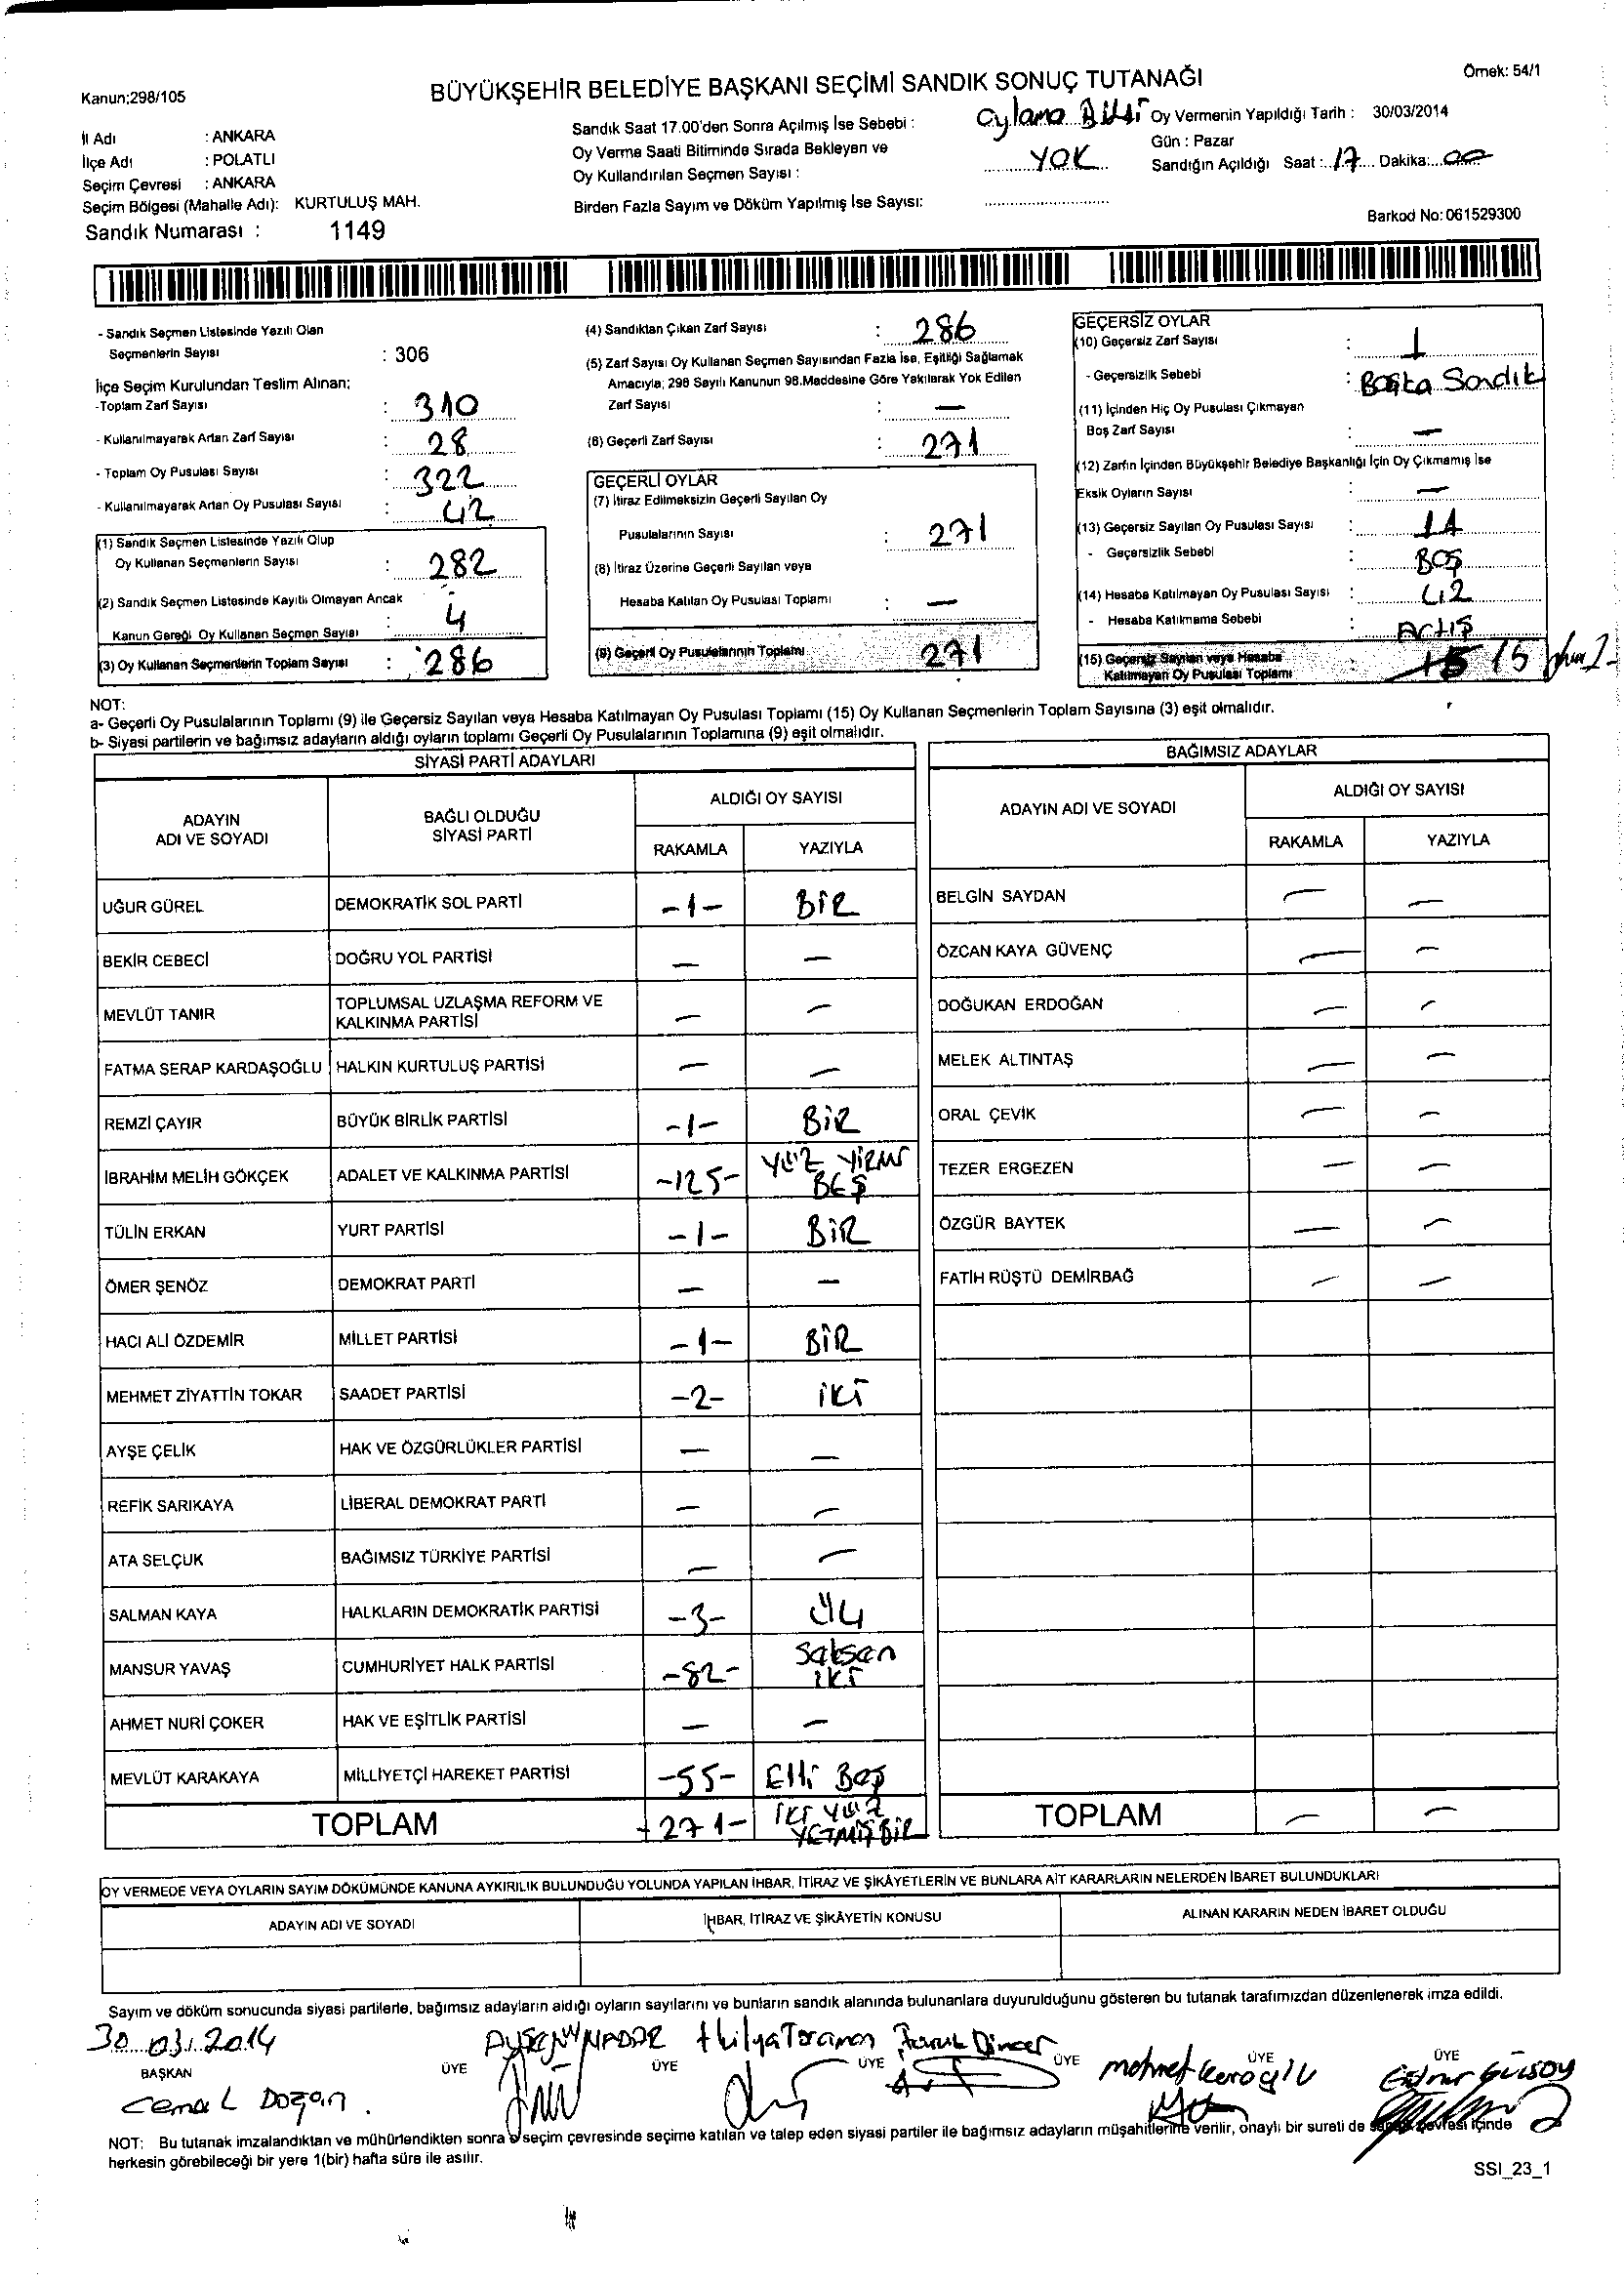 Kanun;298/105
BÜYÜKŞEHİR BELEDİYE BAŞKANI SEÇİMİ SANDIK SONUÇ TUTANAĞI
Örnek: 54/1
İl Adı : ANKARA
İlçe Adı : POLATLI
Seçim Çevresi : ANKARA
Seçim Bölgesi (Mahalle Adı): KURTULUŞ MAH.
Sandık Numarası : 1149
Sandık Saat 17.00'den Sonra Açılmış İse Sebebi :
Oy Verme Saati Bitiminde Sırada Bekleyen ve
Oy Kullandırılan Seçmen Sayısı : YOK
Birden Fazla Sayım ve Döküm Yapılmış İse Sayısı:
Oy Vermenin Yapıldığı Tarih : 30/03/2014
Gün : Pazar
Sandığın Açıldığı Saat : 17 Dakika: 00
Barkod No: 061529300
- Sandık Seçmen Listesinde Yazılı Olan
Seçmenlerin Sayısı : 306
İlçe Seçim Kurulundan Teslim Alınan:
-Toplam Zarf Sayısı : 310
- Kullanılmayarak Artan Zarf Sayısı : 28
- Toplam Oy Pusulası Sayısı : 322
- Kullanılmayarak Artan Oy Pusulası Sayısı : 42
(1) Sandık Seçmen Listesinde Yazılı Olup
Oy Kullanan Seçmenlerin Sayısı : 282
(2) Sandık Seçmen Listesinde Kayıtlı Olmayan Ancak
Kanun Gereği Oy Kullanan Seçmen Sayısı : 4
(3) Oy Kullanan Seçmenlerin Toplam Sayısı : 286
(4) Sandıktan Çıkan Zarf Sayısı : 286
(5) Zarf Sayısı Oy Kullanan Seçmen Sayısından Fazla İse, Eşitliği Sağlamak
Amacıyla; 298 Sayılı Kanunun 98.Maddesine Göre Yakılarak Yok Edilen
Zarf Sayısı : —
(6) Geçerli Zarf Sayısı : 271
GEÇERLİ OYLAR
(7) İtiraz Edilmeksizin Geçerli Sayılan Oy
Pusulalarının Sayısı : 271
(8) İtiraz Üzerine Geçerli Sayılan veya
Hesaba Katılan Oy Pusulası Toplamı : —
(9) Geçerli Oy Pusulalarının Toplamı 271
GEÇERSİZ OYLAR
(10) Geçersiz Zarf Sayısı : 1
- Geçersizlik Sebebi : Başka Sandık
(11) İçinden Hiç Oy Pusulası Çıkmayan
Boş Zarf Sayısı : —
(12) Zarfın İçinden Büyükşehir Belediye Başkanlığı İçin Oy Çıkmamış İse
Eksik Oyların Sayısı : —
(13) Geçersiz Sayılan Oy Pusulası Sayısı : 14
- Geçersizlik Sebebi : BOŞ
(14) Hesaba Katılmayan Oy Pusulası Sayısı : 42
- Hesaba Katılmama Sebebi : Artış
(15) Geçersiz Sayılan veya Hesaba
Katılmayan Oy Pusulası Toplamı 15 15
NOT:
a- Geçerli Oy Pusulalarının Toplamı (9) ile Geçersiz Sayılan veya Hesaba Katılmayan Oy Pusulası Toplamı (15) Oy Kullanan Seçmenlerin Toplam Sayısına (3) eşit olmalıdır.
b- Siyasi partilerin ve bağımsız adayların aldığı oyların toplamı Geçerli Oy Pusulalarının Toplamına (9) eşit olmalıdır.
SİYASİ PARTİ ADAYLARI
ADAYIN ADI VE SOYADI BAĞLI OLDUĞU SİYASİ PARTİ ALDIĞI OY SAYISI
RAKAMLA YAZIYLA
UĞUR GÜREL DEMOKRATİK SOL PARTİ -1- BİR
BEKİR CEBECİ DOĞRU YOL PARTİSİ — —
MEVLÜT TANIR TOPLUMSAL UZLAŞMA REFORM VE KALKINMA PARTİSİ — —
FATMA SERAP KARDAŞOĞLU HALKIN KURTULUŞ PARTİSİ — —
REMZİ ÇAYIR BÜYÜK BİRLİK PARTİSİ -1- BİR
İBRAHİM MELİH GÖKÇEK ADALET VE KALKINMA PARTİSİ -125- YÜZ YİRMİ BEŞ
TÜLİN ERKAN YURT PARTİSİ -1- BİR
ÖMER ŞENÖZ DEMOKRAT PARTİ — —
HACI ALİ ÖZDEMİR MİLLET PARTİSİ -1- BİR
MEHMET ZİYATTİN TOKAR SAADET PARTİSİ -2- İKİ
AYŞE ÇELİK HAK VE ÖZGÜRLÜKLER PARTİSİ — —
REFİK SARIKAYA LİBERAL DEMOKRAT PARTİ — —
ATA SELÇUK BAĞIMSIZ TÜRKİYE PARTİSİ — —
SALMAN KAYA HALKLARIN DEMOKRATİK PARTİSİ -3- Üç
MANSUR YAVAŞ CUMHURİYET HALK PARTİSİ -82- Seksen İKİ
AHMET NURİ ÇOKER HAK VE EŞİTLİK PARTİSİ — —
MEVLÜT KARAKAYA MİLLİYETÇİ HAREKET PARTİSİ -55- Elli Beş
TOPLAM -271- İKİ YÜZ YETMİŞ BİR
BAĞIMSIZ ADAYLAR
ADAYIN ADI VE SOYADI ALDIĞI OY SAYISI
RAKAMLA YAZIYLA
BELGİN SAYDAN — —
ÖZCAN KAYA GÜVENÇ — —
DOĞUKAN ERDOĞAN — —
MELEK ALTINTAŞ — —
ORAL ÇEVİK — —
TEZER ERGEZEN — —
ÖZGÜR BAYTEK — —
FATİH RÜŞTÜ DEMİRBAĞ — —
TOPLAM — —
OY VERMEDE VEYA OYLARIN SAYIM DÖKÜMÜNDE KANUNA AYKIRILIK BULUNDUĞU YOLUNDA YAPILAN İHBAR, İTİRAZ VE ŞİKÂYETLERİN VE BUNLARA AİT KARARLARIN NELERDEN İBARET BULUNDUKLARI
ADAYIN ADI VE SOYADI İHBAR, İTİRAZ VE ŞİKÂYETİN KONUSU ALINAN KARARIN NEDEN İBARET OLDUĞU
Sayım ve döküm sonucunda siyasi partilerle, bağımsız adayların aldığı oyların sayılarını ve bunların sandık alanında bulunanlara duyurulduğunu gösteren bu tutanak tarafımızdan düzenlenerek imza edildi.
30.03.2014
BAŞKAN ÜYE ÜYE ÜYE ÜYE ÜYE ÜYE
Cemal Doğan
NOT: Bu tutanak imzalandıktan ve mühürlendikten sonra o seçim çevresinde seçime katılan ve talep eden siyasi partiler ile bağımsız adayların müşahitlerine verilir, onaylı bir sureti de sandık çevresi içinde
herkesin görebileceği bir yere 1(bir) hafta süre ile asılır.
SSI_23_1